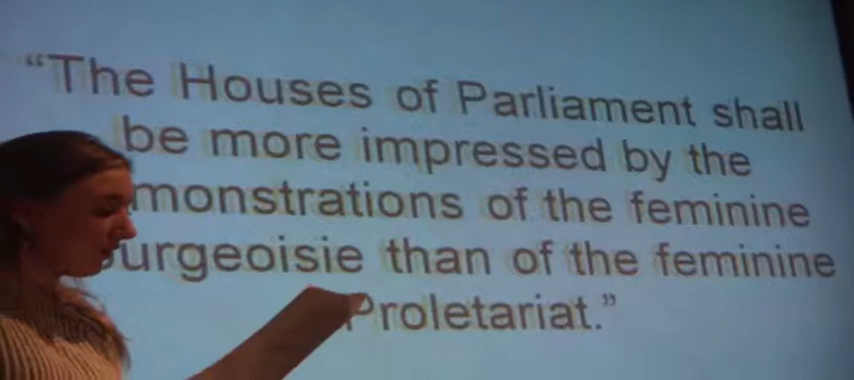 “The Houses of Parliament shall
be more impressed by the
monstrations of the feminine
urgeoisie than of the feminine
Proletariat.”